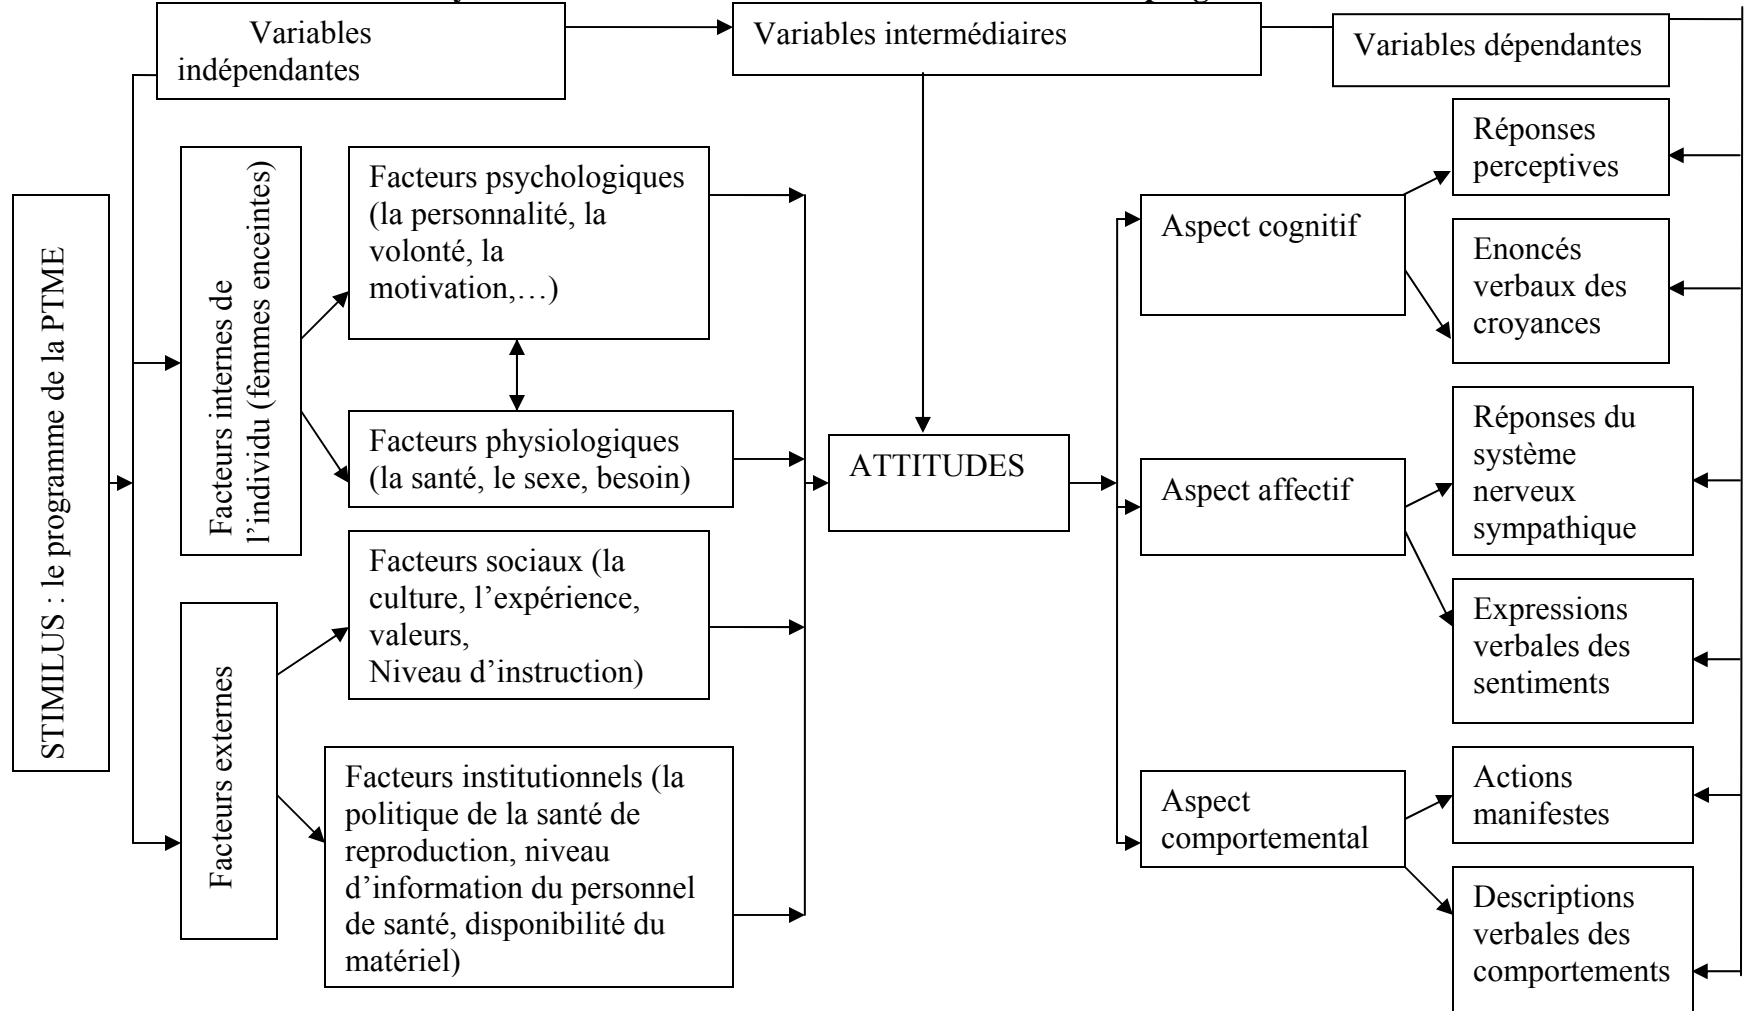 Variables
indépendantes
Variables intermédiaires
Variables dépendantes
STIMILUS : le programme de la PTME
Facteurs internes de
l’individu (femmes enceintes)
Facteurs externes
Facteurs psychologiques
(la personnalité, la
volonté, la
motivation,…)
Facteurs physiologiques
(la santé, le sexe, besoin)
Facteurs sociaux (la
culture, l’expérience,
valeurs,
Niveau d’instruction)
Facteurs institutionnels (la
politique de la santé de
reproduction, niveau
d’information du personnel
de santé, disponibilité du
matériel)
ATTITUDES
Aspect cognitif
Aspect affectif
Aspect
comportemental
Réponses
perceptives
Enoncés
verbaux des
croyances
Réponses du
système
nerveux
sympathique
Expressions
verbales des
sentiments
Actions
manifestes
Descriptions
verbales des
comportements